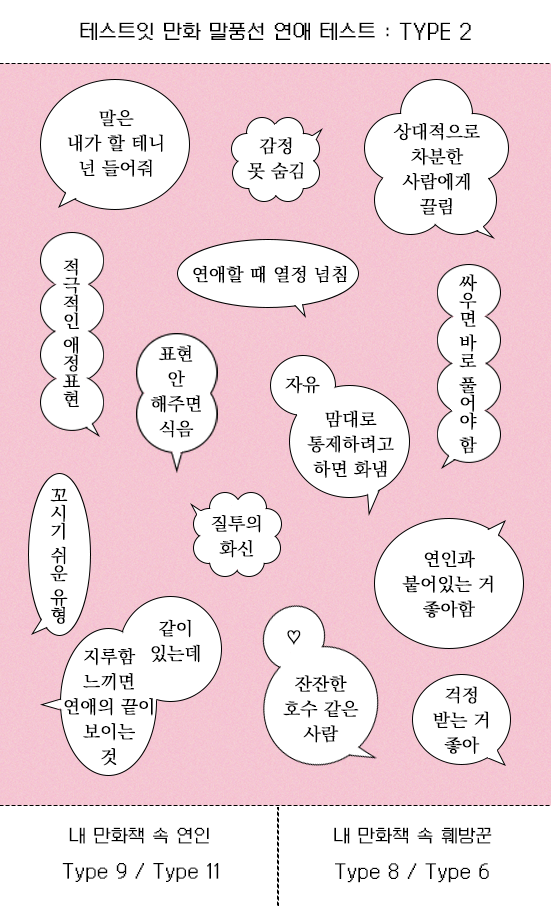 테스트잇 만화 말풍선 연애 테스트 : TYPE 2
말은
내가 할 테니
넌 들어줘
감정
못 숨김
상대적으로
차분한
사람에게
끌림
적극적인 애정표현
연애할 때 열정 넘침
싸우면 바로 풀어야 함
표현
안
해주면
식음
자유
맘대로
통제하려고
하면 화냄
꼬시기 쉬운 유형
질투의
화신
연인과
붙어있는 거
좋아함
같이
있는데
지루함
느끼면
연애의 끝이
보이는
것
♡
잔잔한
호수 같은
사람
걱정
받는 거
좋아
내 만화책 속 연인
Type 9 / Type 11
내 만화책 속 훼방꾼
Type 8 / Type 6